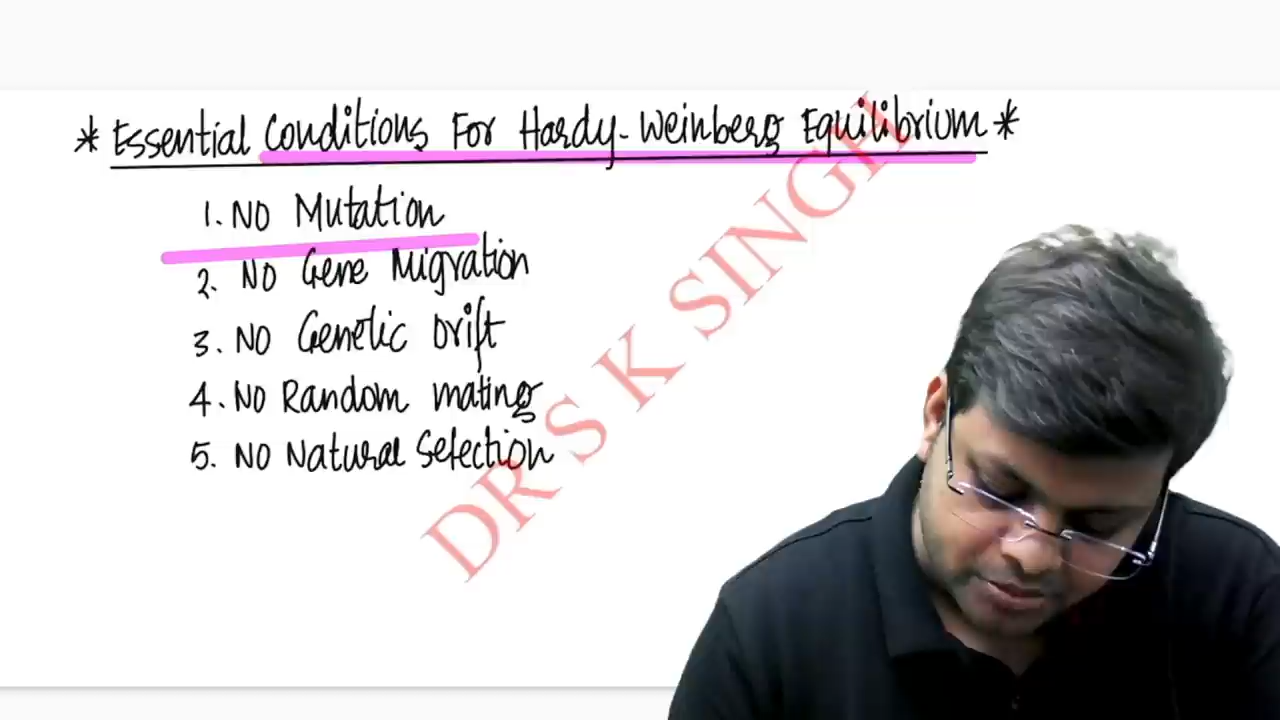 * Essential Conditions For Hardy-Weinberg Equilibrium *
1. NO Mutation
2. NO Gene Migration
3. NO Genetic Drift
4. NO Random mating
5. NO Natural Selection
DR S K SINGH